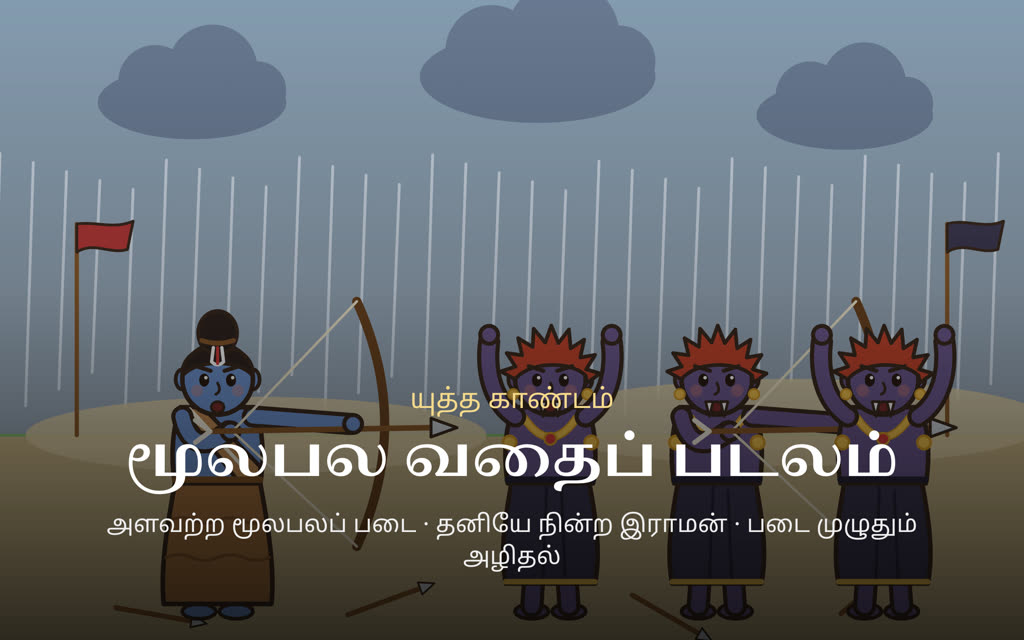 யுத்த காண்டம்
மூலபல வதைப் படலம்
அளவற்ற மூலபலப் படை · தனியே நின்ற இராமன் · படை முழுதும்
அழிதல்